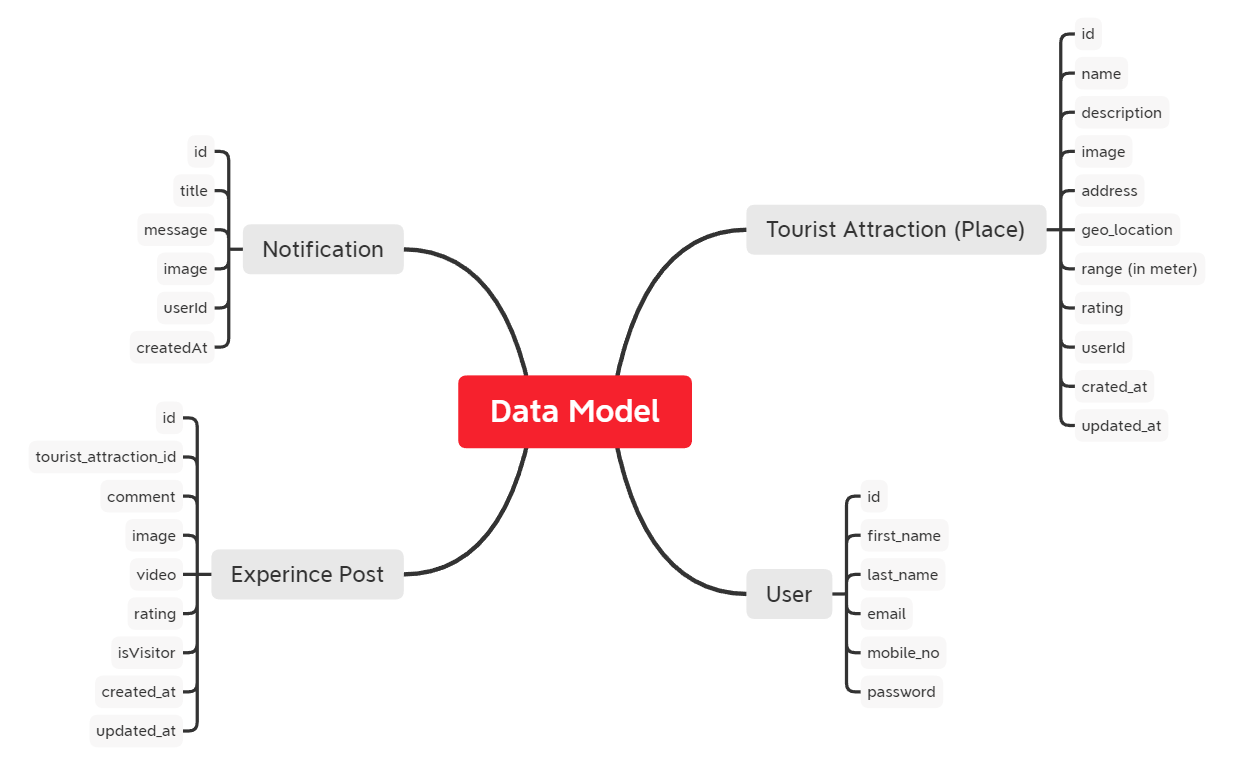 Data Model
Tourist Attraction (Place)
id
name
description
image
address
geo_location
range (in meter)
rating
userId
crated_at
updated_at
User
id
first_name
last_name
email
mobile_no
password
Notification
id
title
message
image
userId
createdAt
Experince Post
id
tourist_attraction_id
comment
image
video
rating
isVisitor
created_at
updated_at